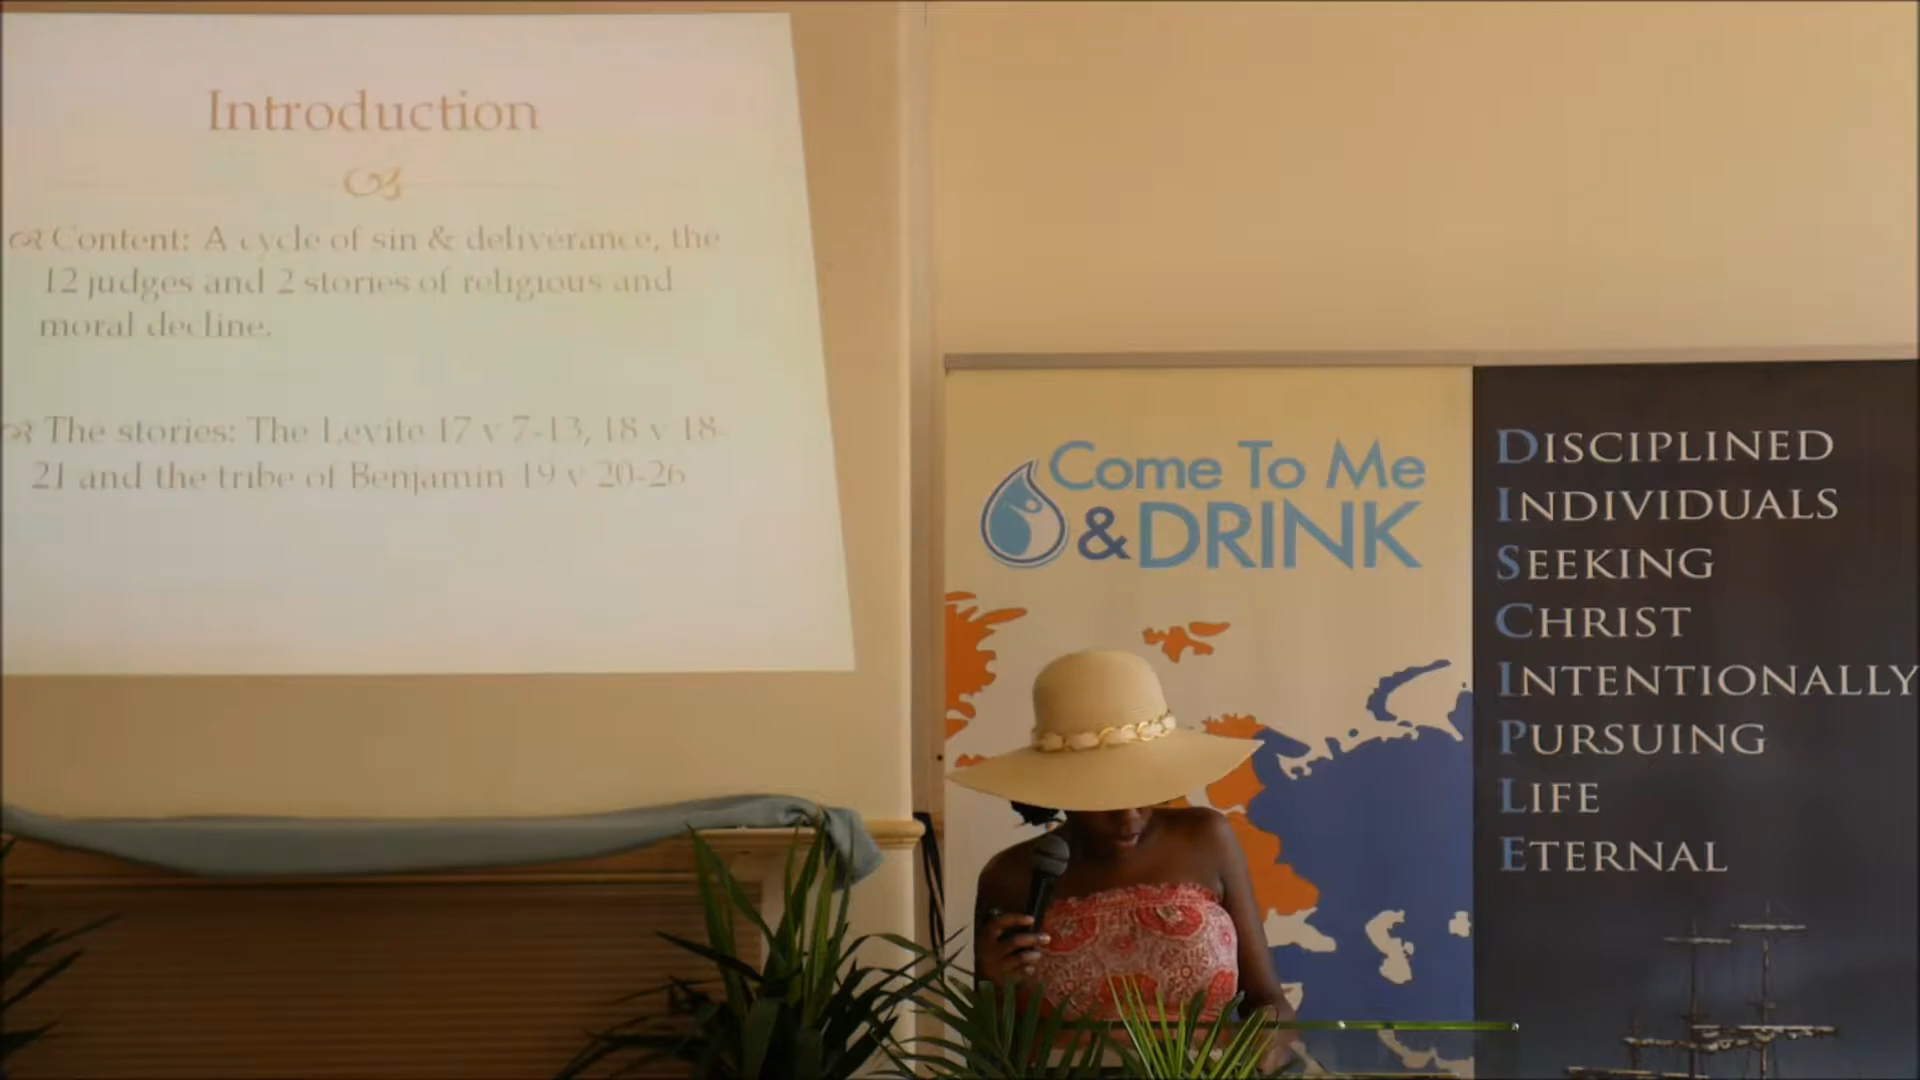 Introduction
Content: A cycle of sin & deliverance, the
12 judges and 2 stories of religious and
moral decline.
The stories: The Levite 17 v 7-13, 18 v 18-
21 and the tribe of Benjamin 19 v 20-26
Come To Me
& DRINK
DISCIPLINED
INDIVIDUALS
SEEKING
CHRIST
INTENTIONALLY
PURSUING
LIFE
ETERNAL